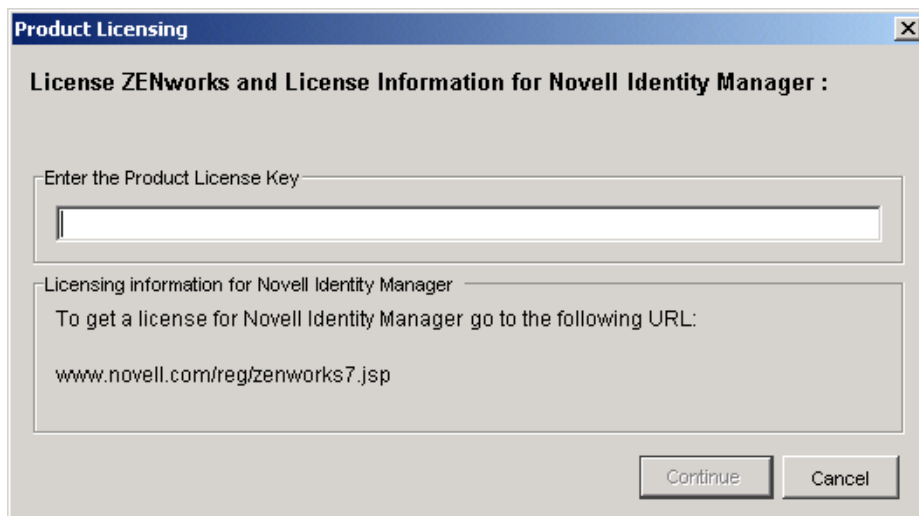 Product Licensing
License ZENworks and License Information for Novell Identity Manager :
Enter the Product License Key
Licensing information for Novell Identity Manager
To get a license for Novell Identity Manager go to the following URL:
www.novell.com/reg/zenworks7.jsp
Continue
Cancel